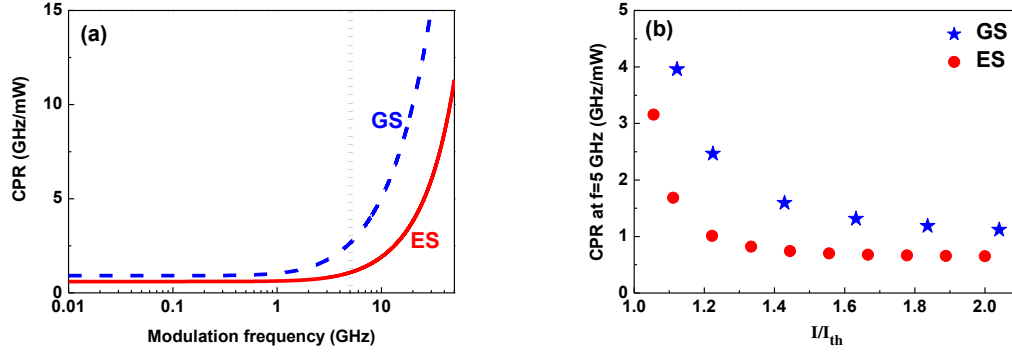 (a)
CPR (GHz/mW)
15
10
5
0
GS
ES
0.01
0.1
1
10
Modulation frequency (GHz)
(b)
GS
ES
CPR at f=5 GHz (GHz/mW)
5
4
3
2
1
0
1.0
1.2
1.4
1.6
1.8
2.0
I/I_th